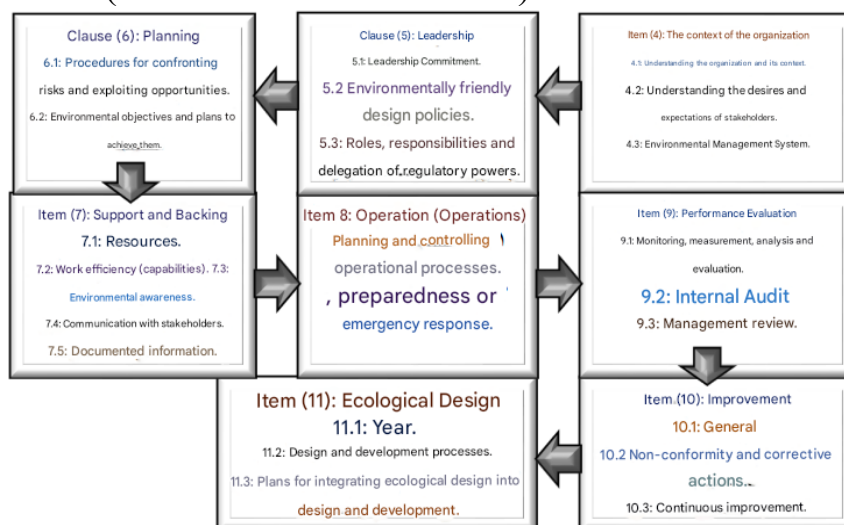 Clause (6): Planning
6.1: Procedures for confronting
risks and exploiting opportunities.
6.2: Environmental objectives and plans to
achieve them.
Clause (5): Leadership
5.1: Leadership Commitment.
5.2 Environmentally friendly
design policies.
5.3: Roles, responsibilities and
delegation of regulatory powers.
Item (4): The context of the organization
4.1: Understanding the organization and its context.
4.2: Understanding the desires and
expectations of stakeholders.
4.3: Environmental Management System.
Item (7): Support and Backing
7.1: Resources.
7.2: Work efficiency (capabilities). 7.3:
Environmental awareness.
7.4: Communication with stakeholders.
7.5: Documented information.
Item 8: Operation (Operations)
Planning and controlling
operational processes.
, preparedness or
emergency response.
Item (9): Performance Evaluation
9.1: Monitoring, measurement, analysis and
evaluation.
9.2: Internal Audit
9.3: Management review.
Item (11): Ecological Design
11.1: Year.
11.2: Design and development processes.
11.3: Plans for integrating ecological design into
design and development.
Item (10): Improvement
10.1: General
10.2 Non-conformity and corrective
actions..
10.3: Continuous improvement.